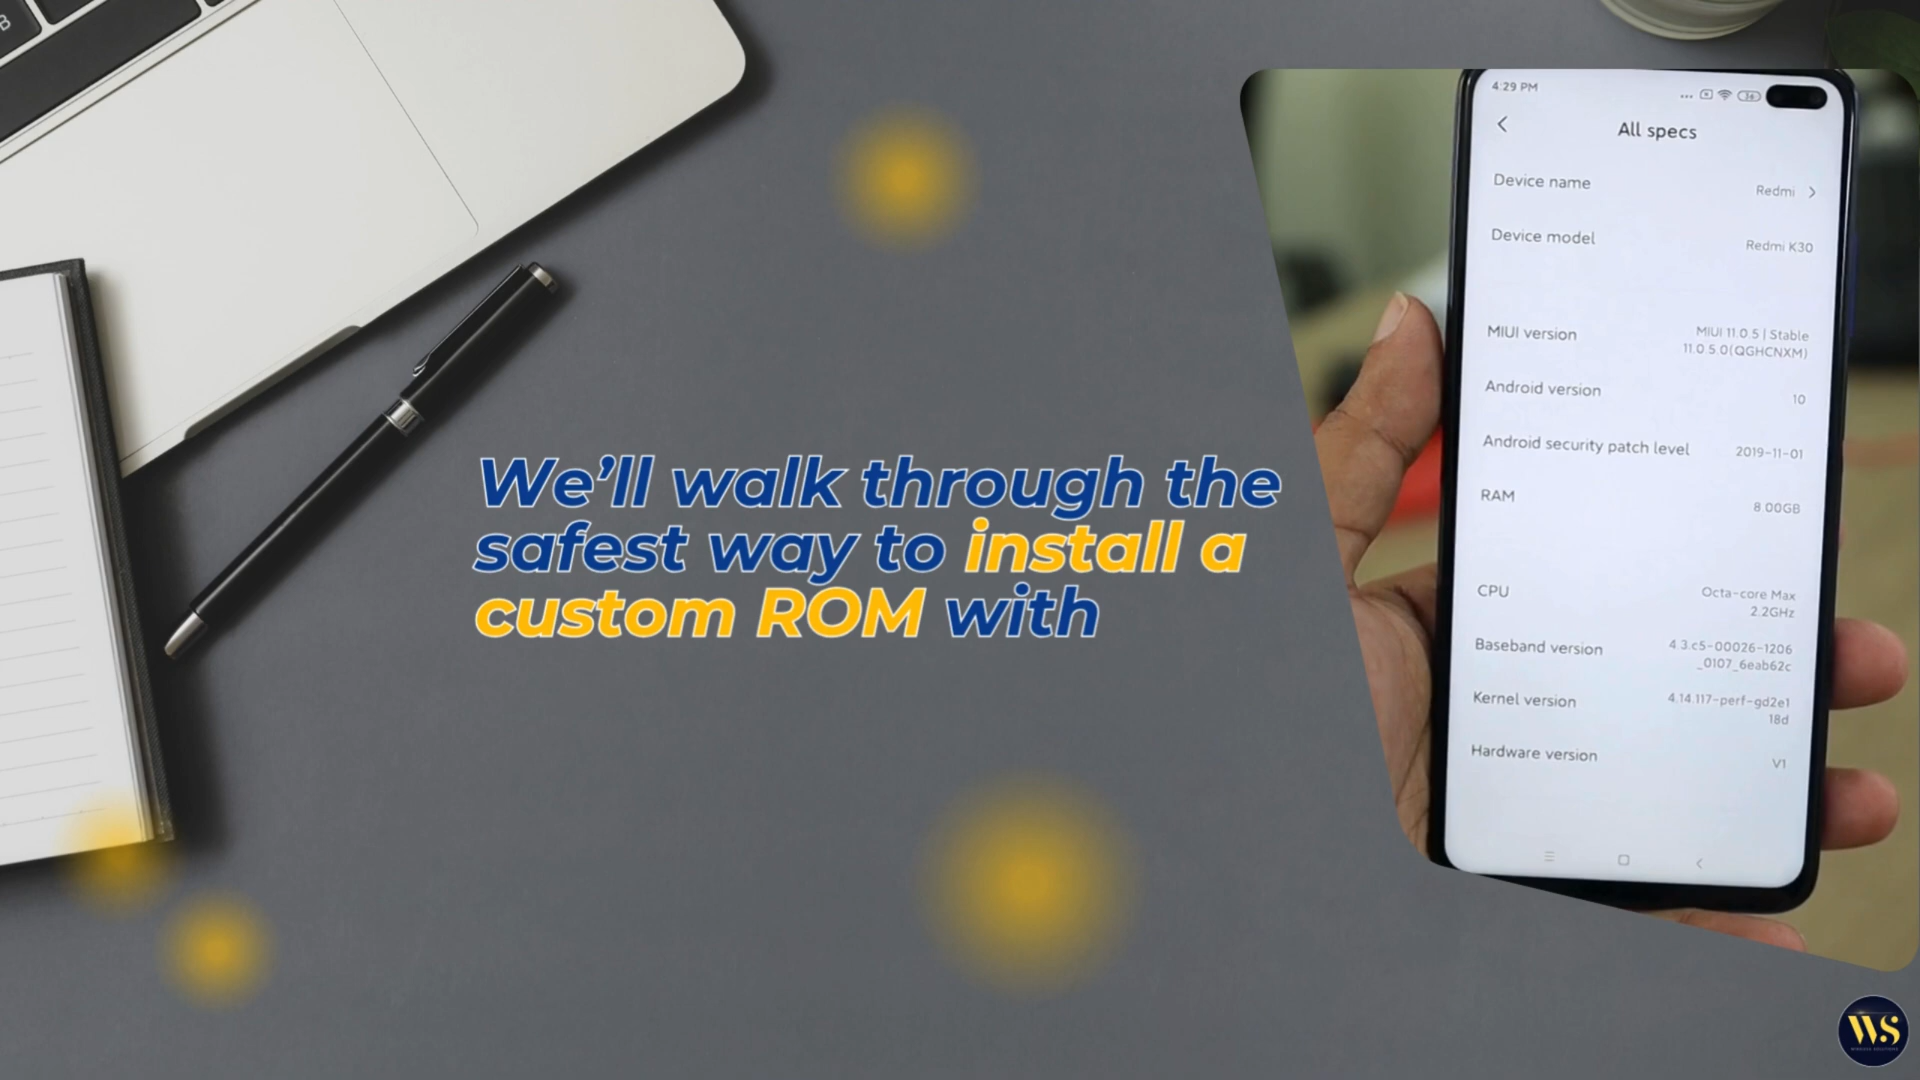 We'll walk through the
safest way to install a
custom ROM with
4:29 PM
All specs
Device name
Redmi
Device model
Redmi K30
MIUI version
MIUI 11.0.5 | Stable
11.0.5.0(QGHCNXM)
Android version
10
Android security patch level
2019-11-01
RAM
8.00GB
CPU
Octa-core Max
2.2GHz
Baseband version
4.3.c5-00026-1206
_0107_6eab62c
Kernel version
4.14.117-perf-gd2e1
18d
Hardware version
V1
WS
B